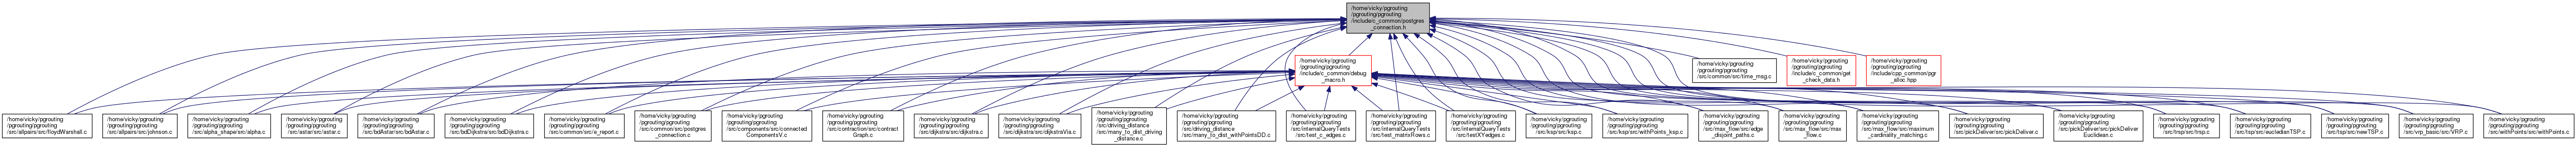 /home/vicky/pgrouting
/pgrouting/pgrouting
/include/c_common/postgres
_connection.h
/home/vicky/pgrouting
/pgrouting/pgrouting
/include/c_common/debug
_macro.h
/home/vicky/pgrouting
/pgrouting/pgrouting
/src/common/src/time_msg.c
/home/vicky/pgrouting
/pgrouting/pgrouting
/include/c_common/get
_check_data.h
/home/vicky/pgrouting
/pgrouting/pgrouting
/include/cpp_common/pgr
_alloc.hpp
/home/vicky/pgrouting
/pgrouting/pgrouting
/src/allpairs/src/floydWarshall.c
/home/vicky/pgrouting
/pgrouting/pgrouting
/src/allpairs/src/johnson.c
/home/vicky/pgrouting
/pgrouting/pgrouting
/src/alpha_shape/src/alpha.c
/home/vicky/pgrouting
/pgrouting/pgrouting
/src/astar/src/astar.c
/home/vicky/pgrouting
/pgrouting/pgrouting
/src/bdAstar/src/bdAstar.c
/home/vicky/pgrouting
/pgrouting/pgrouting
/src/bdDijkstra/src/bdDijkstra.c
/home/vicky/pgrouting
/pgrouting/pgrouting
/src/common/src/e_report.c
/home/vicky/pgrouting
/pgrouting/pgrouting
/src/common/src/postgres
_connection.c
/home/vicky/pgrouting
/pgrouting/pgrouting
/src/components/src/connected
ComponentsV.c
/home/vicky/pgrouting
/pgrouting/pgrouting
/src/contraction/src/contract
Graph.c
/home/vicky/pgrouting
/pgrouting/pgrouting
/src/dijkstra/src/dijkstra.c
/home/vicky/pgrouting
/pgrouting/pgrouting
/src/dijkstra/src/dijkstraVia.c
/home/vicky/pgrouting
/pgrouting/pgrouting
/src/driving_distance
/src/many_to_dist_driving
_distance.c
/home/vicky/pgrouting
/pgrouting/pgrouting
/src/driving_distance
/src/many_to_dist_withPointsDD.c
/home/vicky/pgrouting
/pgrouting/pgrouting
/src/internalQueryTests
/src/test_c_edges.c
/home/vicky/pgrouting
/pgrouting/pgrouting
/src/internalQueryTests
/src/test_matrixRows.c
/home/vicky/pgrouting
/pgrouting/pgrouting
/src/internalQueryTests
/src/testXYedges.c
/home/vicky/pgrouting
/pgrouting/pgrouting
/src/ksp/src/ksp.c
/home/vicky/pgrouting
/pgrouting/pgrouting
/src/ksp/src/withPoints_ksp.c
/home/vicky/pgrouting
/pgrouting/pgrouting
/src/max_flow/src/edge
_disjoint_paths.c
/home/vicky/pgrouting
/pgrouting/pgrouting
/src/max_flow/src/max
_flow.c
/home/vicky/pgrouting
/pgrouting/pgrouting
/src/max_flow/src/maximum
_cardinality_matching.c
/home/vicky/pgrouting
/pgrouting/pgrouting
/src/pickDeliver/src/pickDeliver.c
/home/vicky/pgrouting
/pgrouting/pgrouting
/src/pickDeliver/src/pickDeliver
Euclidean.c
/home/vicky/pgrouting
/pgrouting/pgrouting
/src/trsp/src/trsp.c
/home/vicky/pgrouting
/pgrouting/pgrouting
/src/tsp/src/eucledianTSP.c
/home/vicky/pgrouting
/pgrouting/pgrouting
/src/tsp/src/newTSP.c
/home/vicky/pgrouting
/pgrouting/pgrouting
/src/vrp_basic/src/VRP.c
/home/vicky/pgrouting
/pgrouting/pgrouting
/src/withPoints/src/withPoints.c